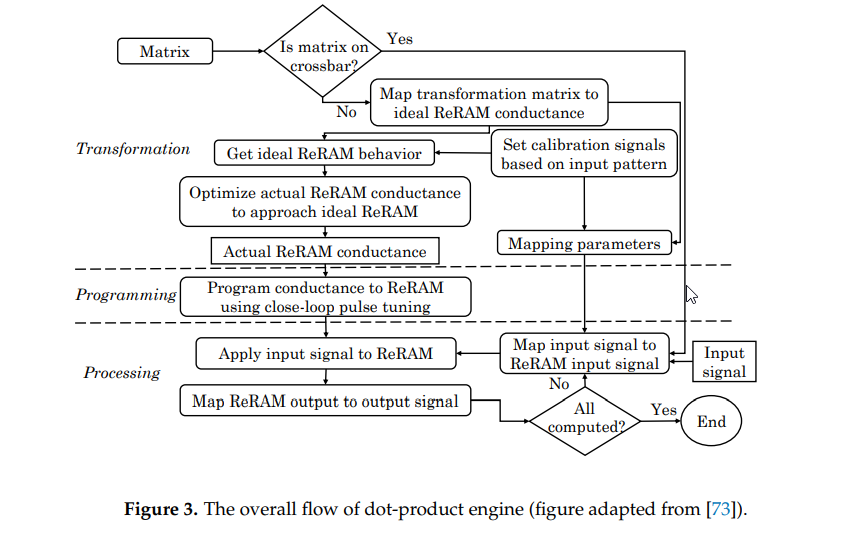 Matrix
Is matrix on
crossbar?
Yes
No
Map transformation matrix to
ideal ReRAM conductance
Transformation
Get ideal ReRAM behavior
Set calibration signals
based on input pattern
Optimize actual ReRAM conductance
to approach ideal ReRAM
Actual ReRAM conductance
Mapping parameters
Programming
Program conductance to ReRAM
using close-loop pulse tuning
Processing
Apply input signal to ReRAM
Map input signal to
ReRAM input signal
Input
signal
Map ReRAM output to output signal
No
All
computed?
Yes
End
Figure 3. The overall flow of dot-product engine (figure adapted from [73]).